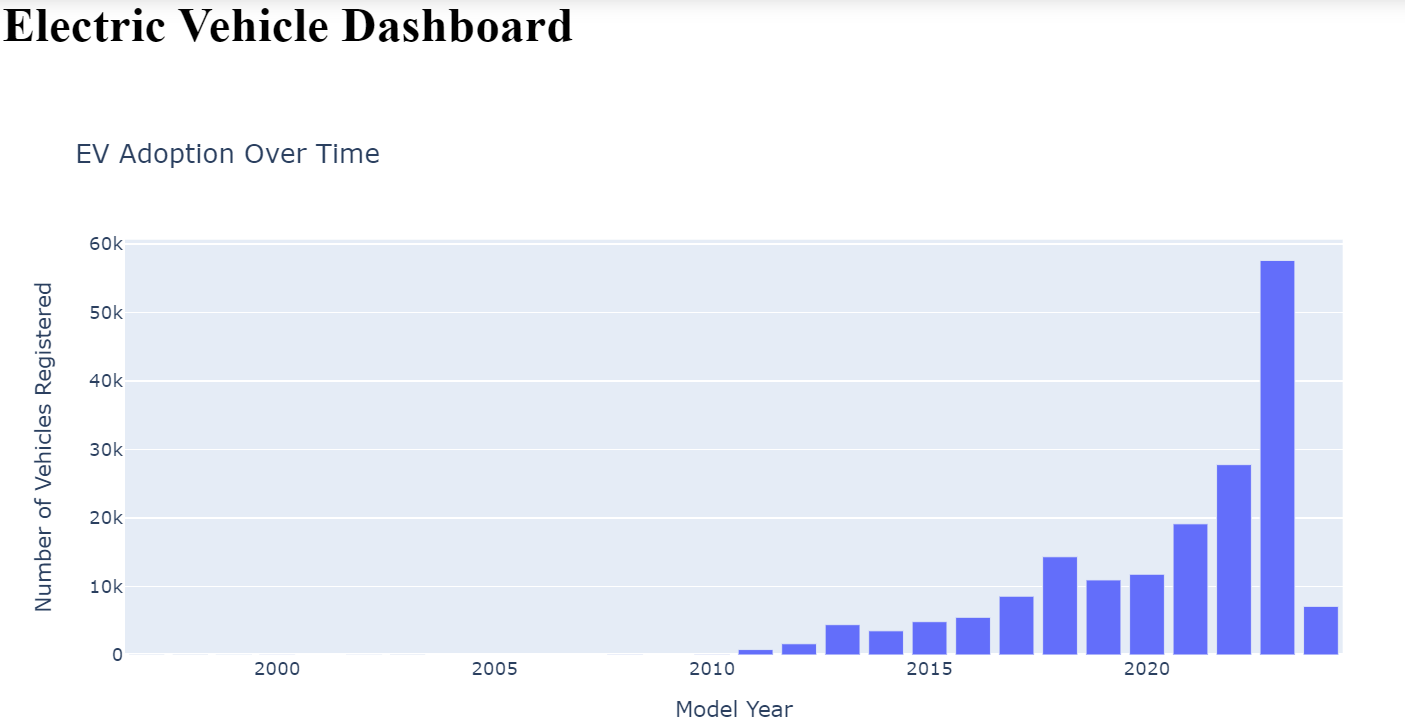 Electric Vehicle Dashboard
EV Adoption Over Time
60k
50k
40k
30k
20k
10k
0
Number of Vehicles Registered
2000
2005
2010
2015
2020
Model Year